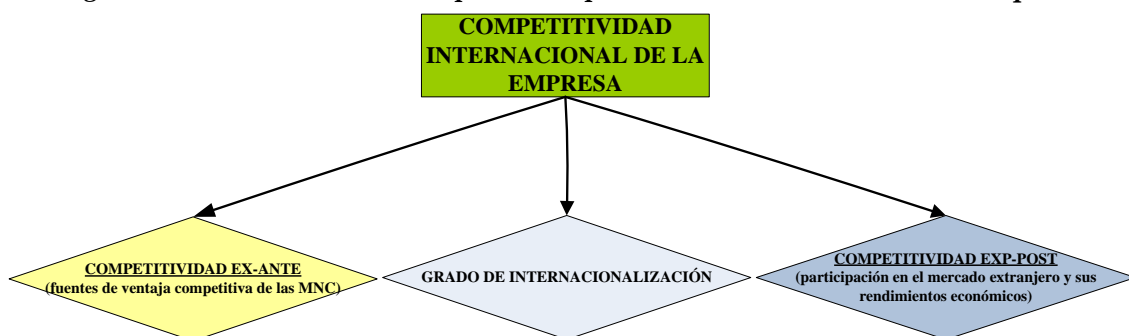 COMPETITIVIDAD
INTERNACIONAL DE LA
EMPRESA
COMPETITIVIDAD EX-ANTE
(fuentes de ventaja competitiva de las MNC)
GRADO DE INTERNACIONALIZACIÓN
COMPETITIVIDAD EXP-POST
(participación en el mercado extranjero y sus
rendimientos económicos)